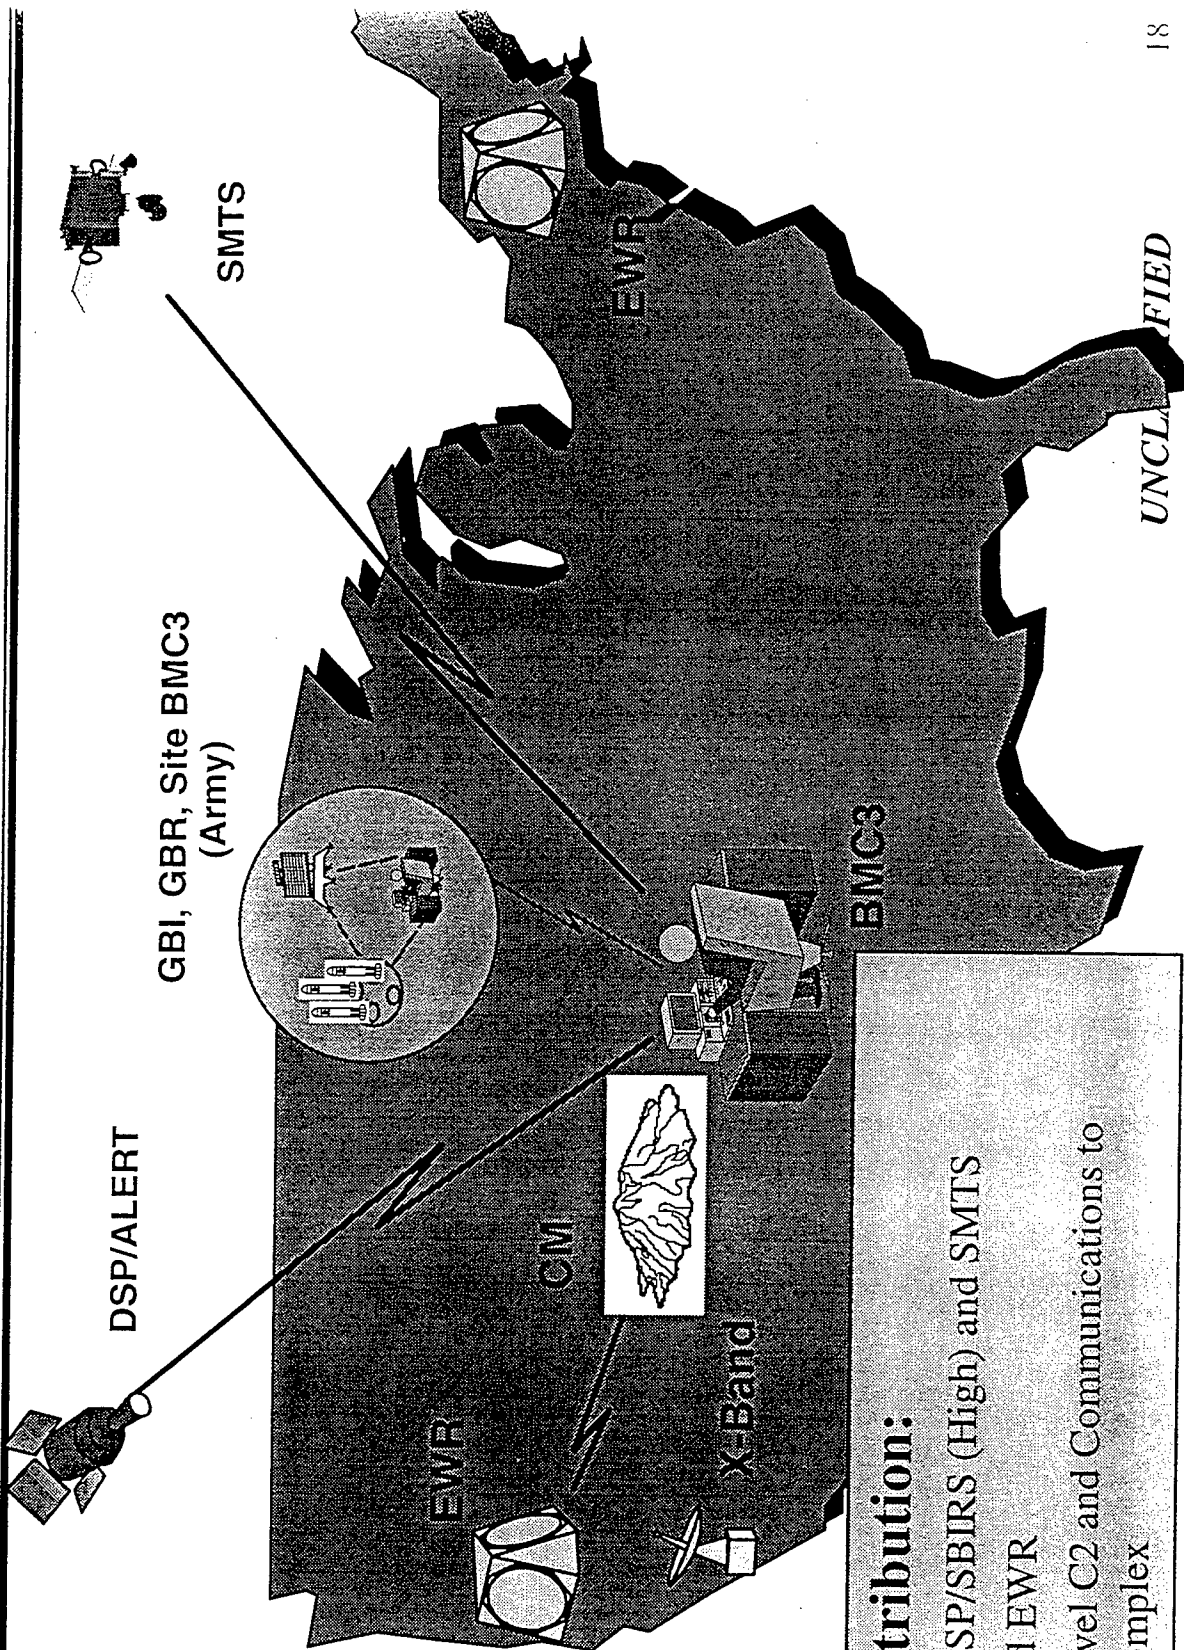 SMTS
GBI, GBR, Site BMC3
(Army)
DSP/ALERT
EWR
EWR
CM
X-Band
BMC3
tribution:
SP/SBIRS (High) and SMTS
EWR
vel C2 and Communications to
mplex
UNCLA FIED
18